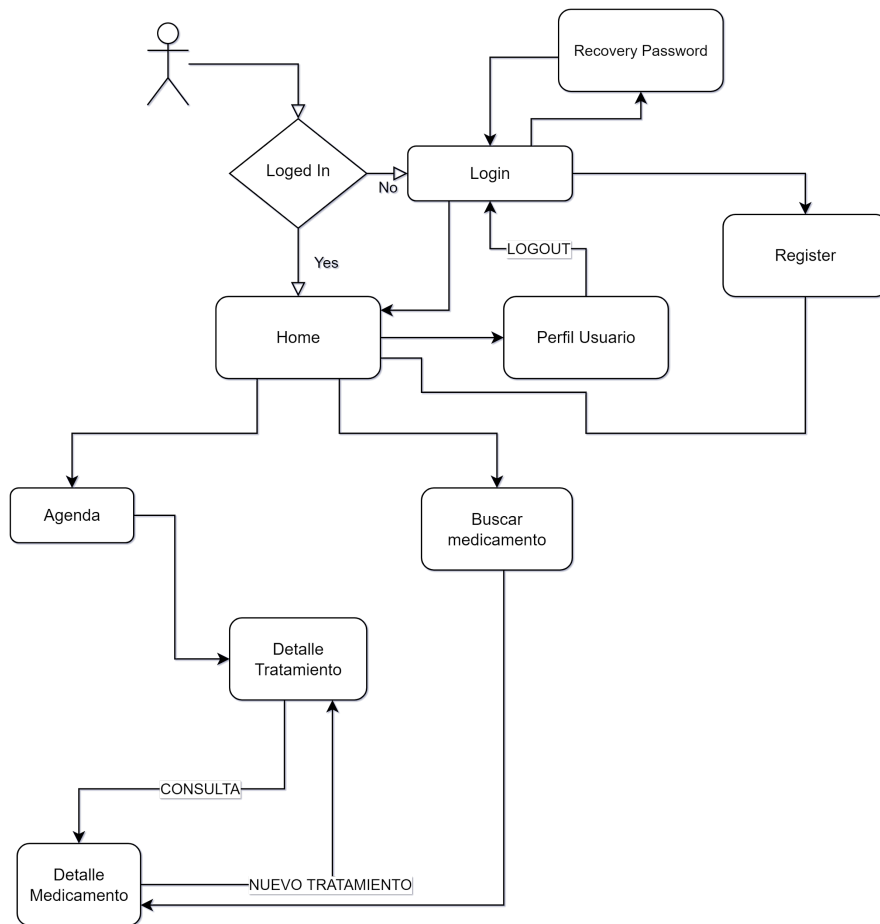 Recovery Password
Loged In
No
Login
Yes
LOGOUT
Register
Home
Perfil Usuario
Agenda
Buscar
medicamento
Detalle
Tratamiento
CONSULTA
Detalle
Medicamento
NUEVO TRATAMIENTO